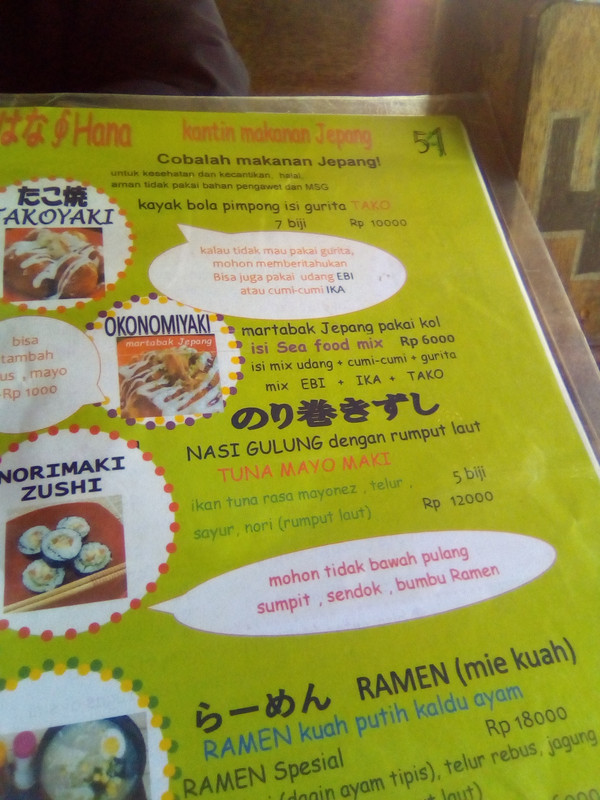 はな Hana kantin makanan Jepang 51
Cobalah makanan Jepang!
untuk kesehatan dan kecantikan, halal,
aman tidak pakai bahan pengawet dan MSG
たこ焼
TAKOYAKI
kayak bola pimpong isi gurita TAKO
7 biji Rp 10000
kalau tidak mau pakai gurita,
mohon memberitahukan
Bisa juga pakai udang EBI
atau cumi-cumi IKA
bisa
tambah
us , mayo
Rp 1000
OKONOMIYAKI
martabak Jepang
martabak Jepang pakai kol
isi Sea food mix Rp 6000
isi mix udang + cumi-cumi + gurita
mix EBI + IKA + TAKO
のり巻きずし
NORIMAKI
ZUSHI
NASI GULUNG dengan rumput laut
TUNA MAYO MAKI
ikan tuna rasa mayonez , telur , 5 biji
sayur, nori (rumput laut) Rp 12000
mohon tidak bawah pulang
sumpit , sendok , bumbu Ramen
らーめん RAMEN (mie kuah)
RAMEN kuah putih kaldu ayam
RAMEN Spesial Rp 18000
(dagin ayam tipis), telur rebus, jagung
laut)